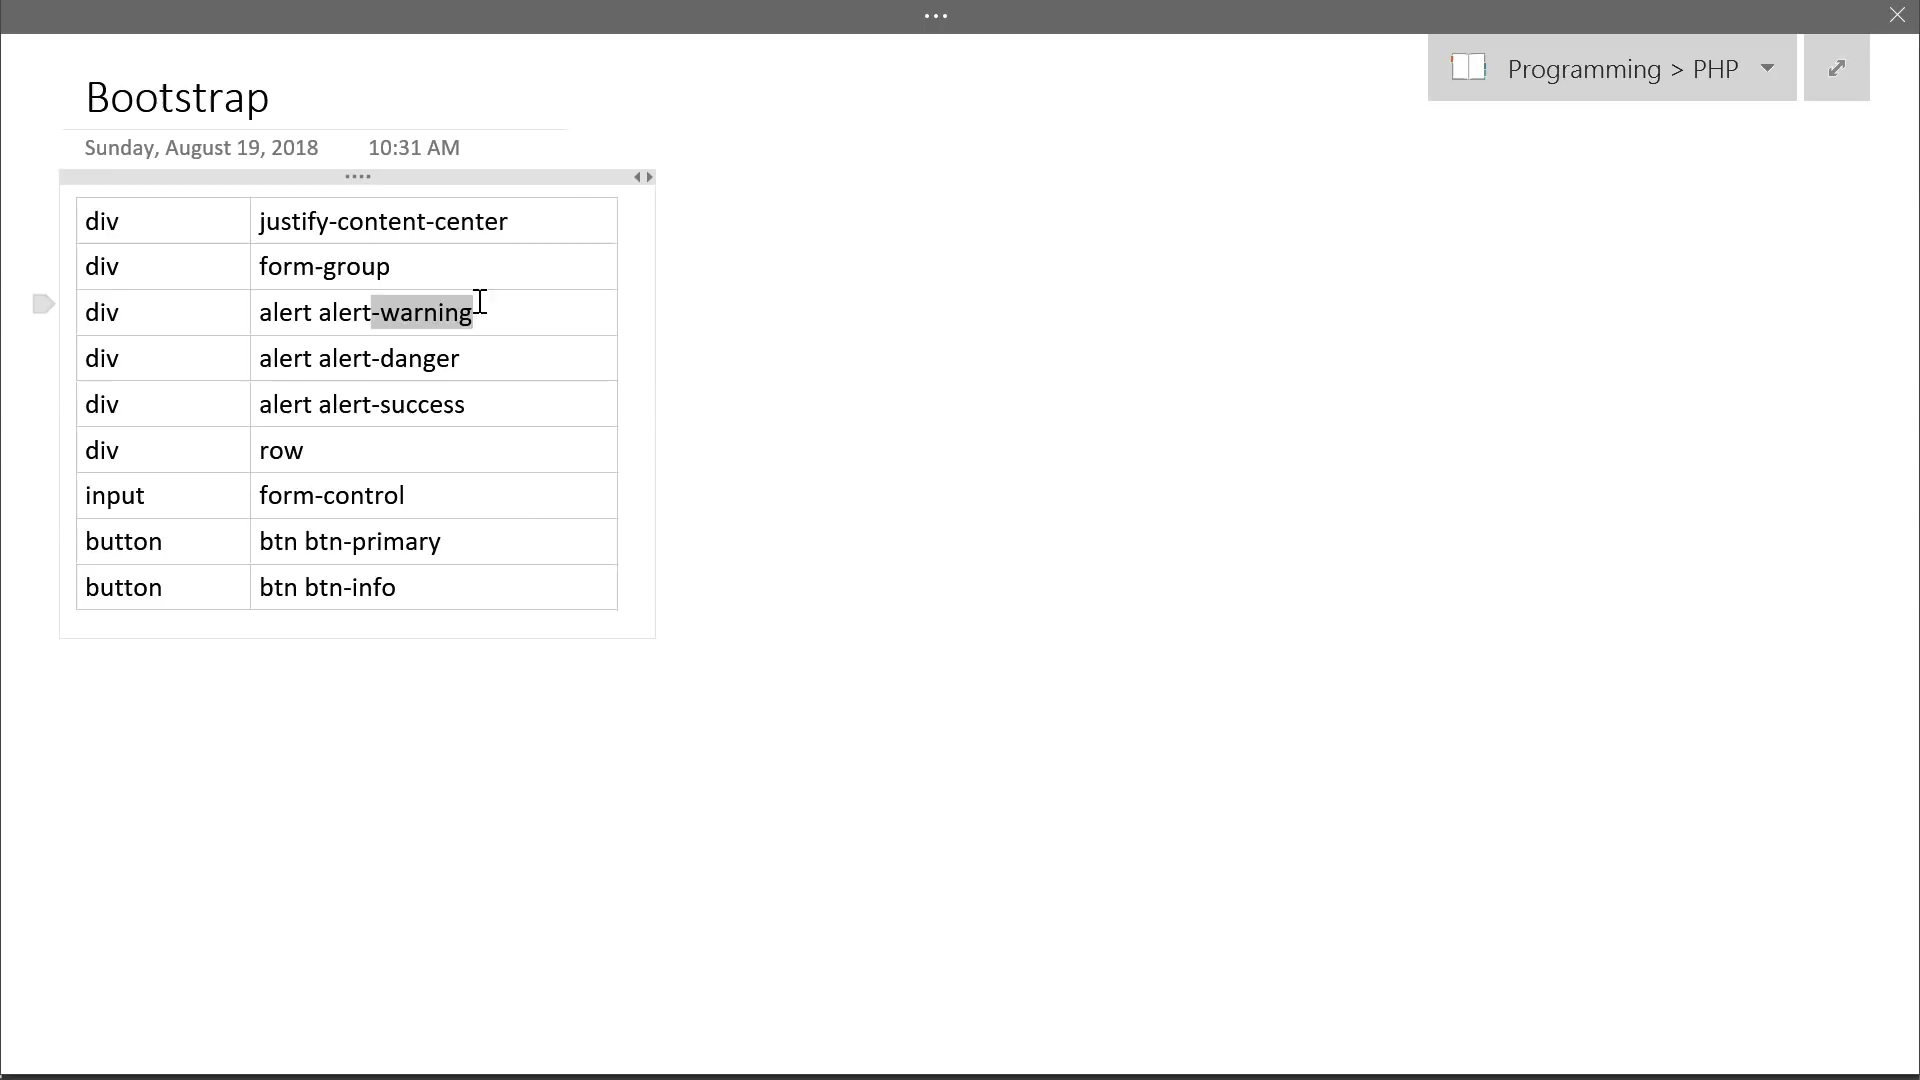 Programming > PHP
Bootstrap
Sunday, August 19, 2018 10:31 AM
div justify-content-center
div form-group
div alert alert-warning
div alert alert-danger
div alert alert-success
div row
input form-control
button btn btn-primary
button btn btn-info